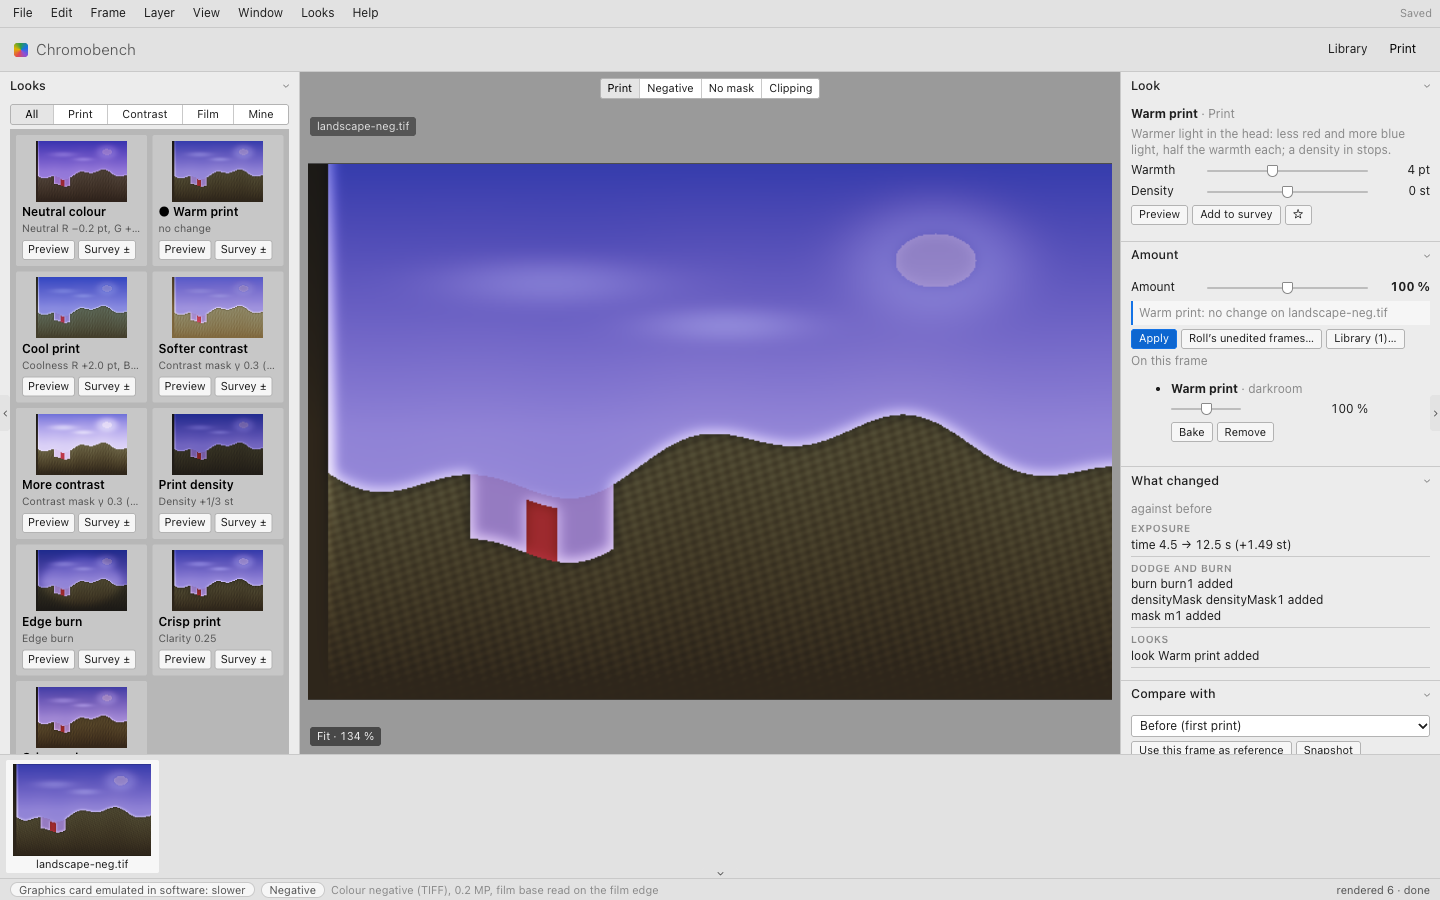 File Edit Frame Layer View Window Looks Help
Saved
Chromobench
Library Print
Looks
All Print Contrast Film Mine
Neutral colour
Neutral R −0.2 pt, G +...
Preview Survey ±
● Warm print
no change
Preview Survey ±
Cool print
Coolness R +2.0 pt, B...
Preview Survey ±
Softer contrast
Contrast mask γ 0.3 (...
Preview Survey ±
More contrast
Contrast mask γ 0.3 (...
Preview Survey ±
Print density
Density +1/3 st
Preview Survey ±
Edge burn
Edge burn
Preview Survey ±
Crisp print
Clarity 0.25
Preview Survey ±
Print Negative No mask Clipping
landscape-neg.tif
Fit · 134 %
Look
Warm print · Print
Warmer light in the head: less red and more blue
light, half the warmth each; a density in stops.
Warmth 4 pt
Density 0 st
Preview Add to survey ☆
Amount
Amount 100 %
Warm print: no change on landscape-neg.tif
Apply Roll's unedited frames... Library (1)...
On this frame
• Warm print · darkroom
100 %
Bake Remove
What changed
against before
EXPOSURE
time 4.5 → 12.5 s (+1.49 st)
DODGE AND BURN
burn burn1 added
densityMask densityMask1 added
mask m1 added
LOOKS
look Warm print added
Compare with
Before (first print)
Use this frame as reference Snapshot
landscape-neg.tif
Graphics card emulated in software: slower Negative Colour negative (TIFF), 0.2 MP, film base read on the film edge
rendered 6 · done